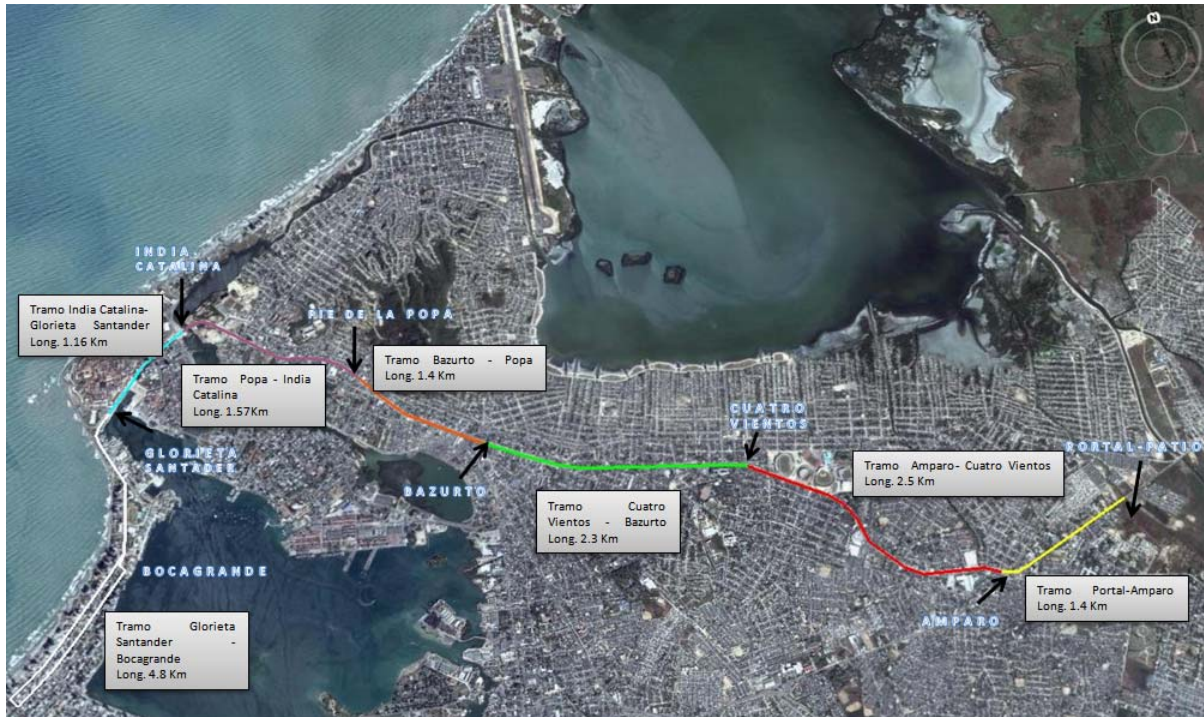 N
INDIA
CATALINA
Tramo India Catalina-
Glorieta Santander
Long. 1.16 Km
PIE DE LA POPA
Tramo Bazurto - Popa
Long. 1.4 Km
Tramo Popa - India
Catalina
Long. 1.57Km
CUATRO
VIENTOS
GLORIETA
SANTADER
PORTAL-PATIO
Tramo Amparo- Cuatro Vientos
Long. 2.5 Km
BAZURTO
Tramo Cuatro
Vientos - Bazurto
Long. 2.3 Km
BOCAGRANDE
Tramo Portal-Amparo
Long. 1.4 Km
AMPARO
Tramo Glorieta
Santander -
Bocagrande
Long. 4.8 Km